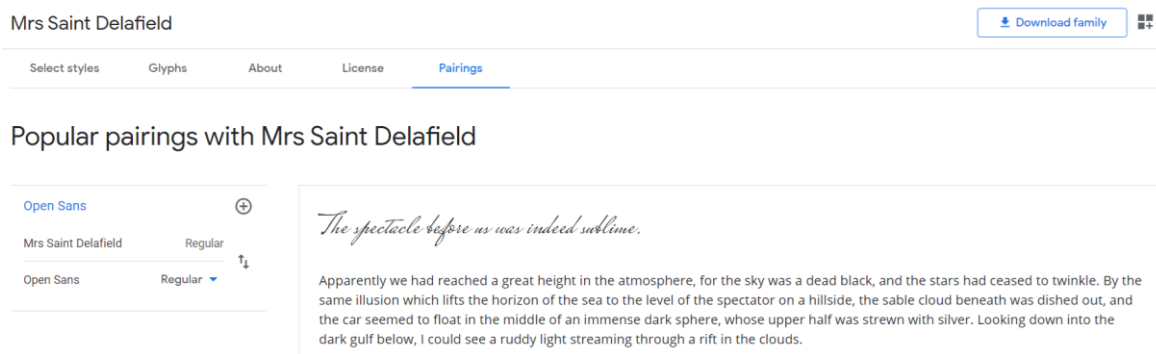 Mrs Saint Delafield
Download family
Select styles Glyphs About License Pairings
Popular pairings with Mrs Saint Delafield
Open Sans
Mrs Saint Delafield Regular
Open Sans Regular
The spectacle before us was indeed sublime.
Apparently we had reached a great height in the atmosphere, for the sky was a dead black, and the stars had ceased to twinkle. By the
same illusion which lifts the horizon of the sea to the level of the spectator on a hillside, the sable cloud beneath was dished out, and
the car seemed to float in the middle of an immense dark sphere, whose upper half was strewn with silver. Looking down into the
dark gulf below, I could see a ruddy light streaming through a rift in the clouds.